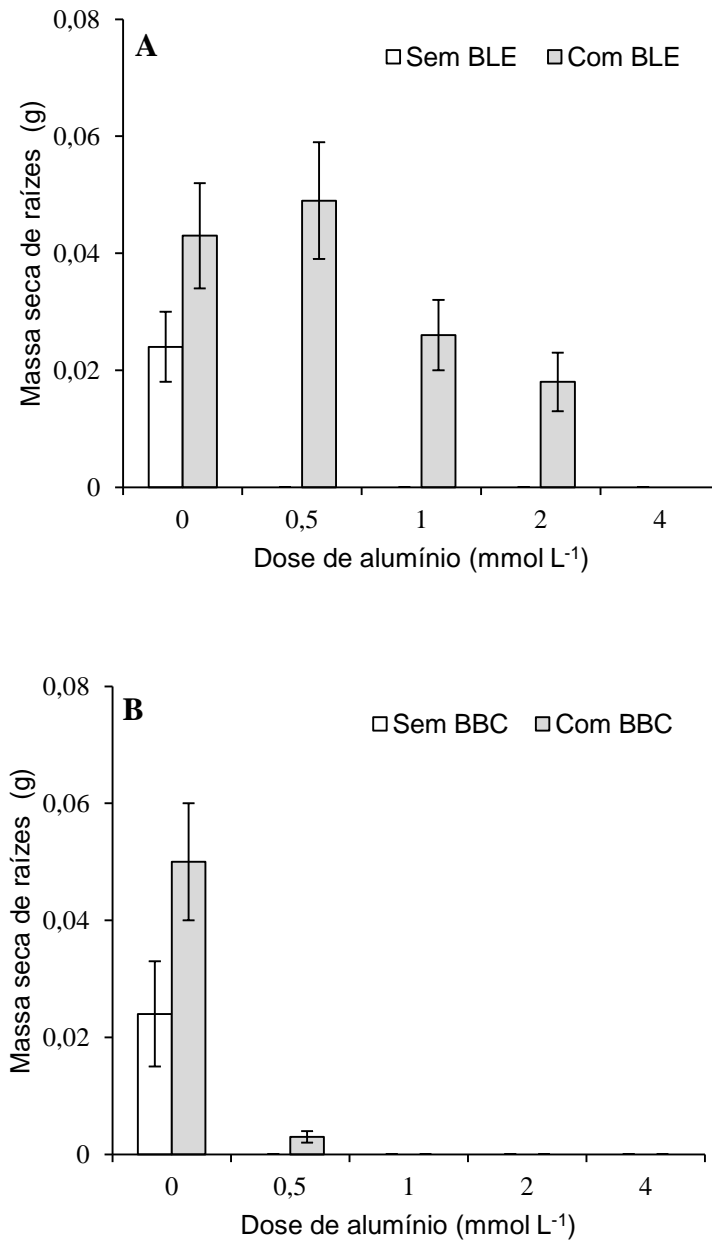 A
Sem BLE Com BLE
Massa seca de raízes (g)
0,08
0,06
0,04
0,02
0
0 0,5 1 2 4
Dose de alumínio (mmol L-1)
B
Sem BBC Com BBC
Massa seca de raízes (g)
0,08
0,06
0,04
0,02
0
0 0,5 1 2 4
Dose de alumínio (mmol L-1)